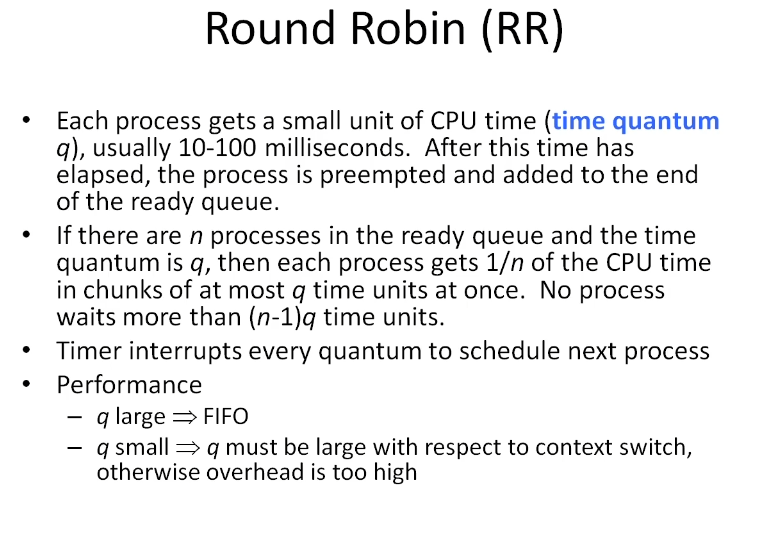 Round Robin (RR)
• Each process gets a small unit of CPU time (time quantum
q), usually 10-100 milliseconds.  After this time has
elapsed, the process is preempted and added to the end
of the ready queue.
• If there are n processes in the ready queue and the time
quantum is q, then each process gets 1/n of the CPU time
in chunks of at most q time units at once.  No process
waits more than (n-1)q time units.
• Timer interrupts every quantum to schedule next process
• Performance
– q large ⇒ FIFO
– q small ⇒ q must be large with respect to context switch,
otherwise overhead is too high